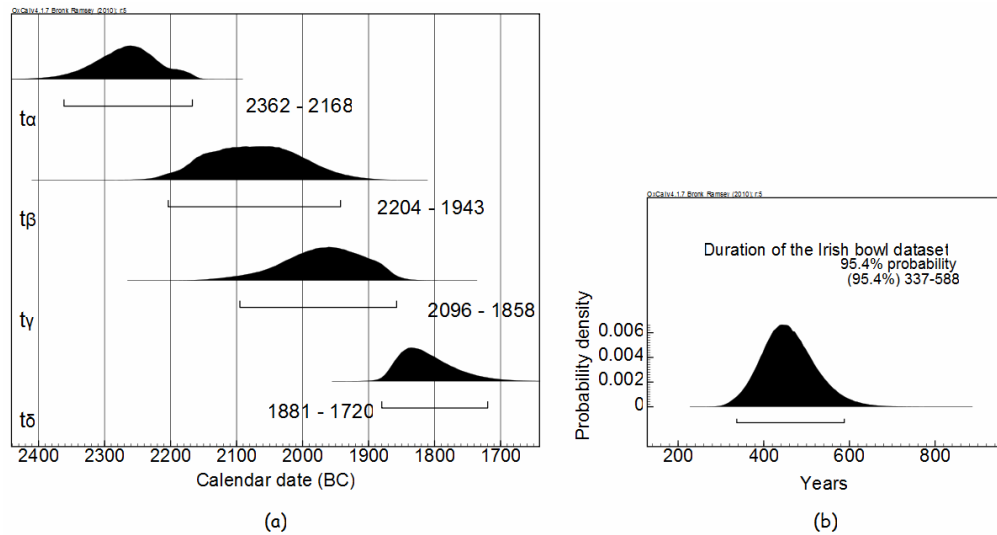 OxCal v4.1.7 Bronk Ramsey (2010); r:5
2362 - 2168
tα
2204 - 1943
tβ
2096 - 1858
tγ
1881 - 1720
tδ
2400 2300 2200 2100 2000 1900 1800 1700
Calendar date (BC)
(a)
OxCal v4.1.7 Bronk Ramsey (2010); r:5
Duration of the Irish bowl dataset
95.4% probability
(95.4%) 337-588
Probability density
0.006
0.004
0.002
0
200 400 600 800
Years
(b)